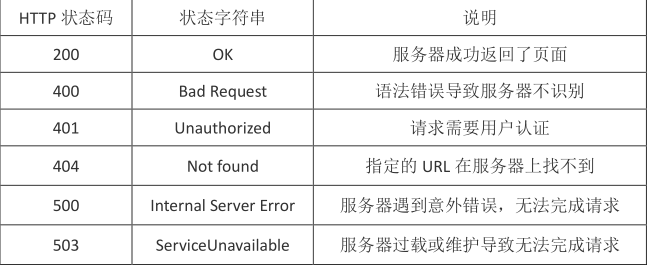 HTTP 状态码 状态字符串 说明
200 OK 服务器成功返回了页面
400 Bad Request 语法错误导致服务器不识别
401 Unauthorized 请求需要用户认证
404 Not found 指定的 URL 在服务器上找不到
500 Internal Server Error 服务器遇到意外错误，无法完成请求
503 ServiceUnavailable 服务器过载或维护导致无法完成请求